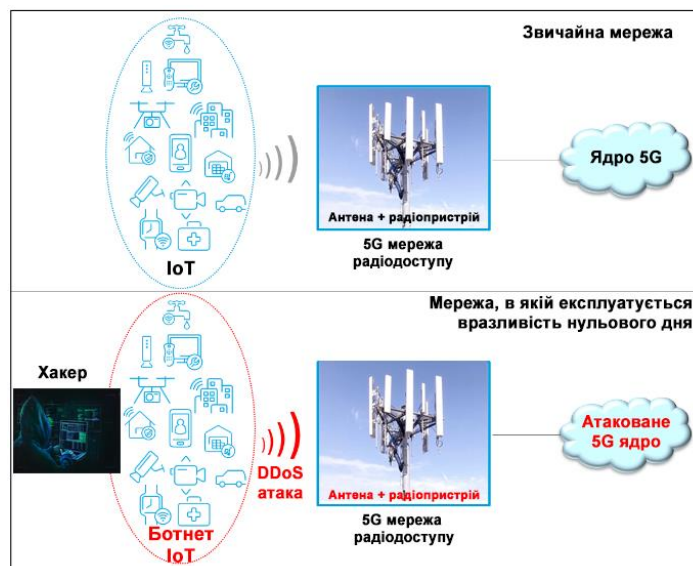 Звичайна мережа
Ядро 5G
Антена + радіопристрій
5G мережа
радіодоступу
IoT
Мережа, в якій експлуатується
вразливість нульового дня
Хакер
DDoS
атака
Атаковане
5G ядро
Антена + радіопристрій
5G мережа
радіодоступу
Ботнет
IoT